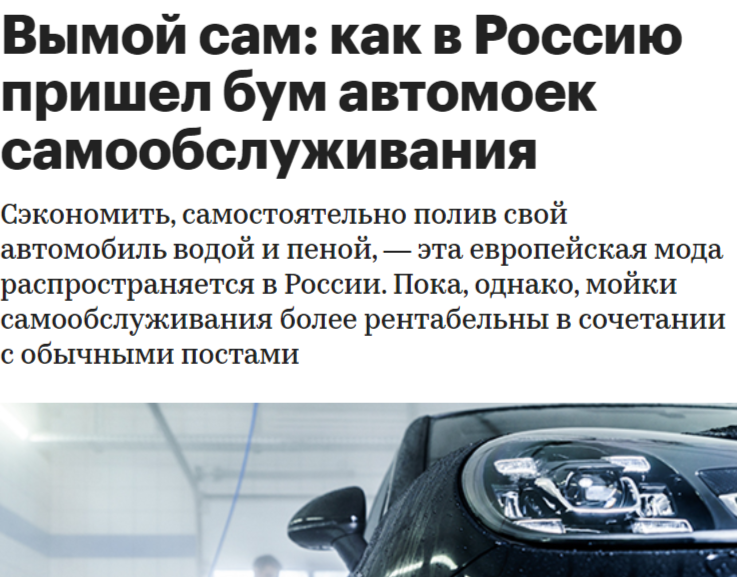 Вымой сам: как в Россию
пришел бум автомоек
самообслуживания
Сэкономить, самостоятельно полив свой
автомобиль водой и пеной, — эта европейская мода
распространяется в России. Пока, однако, мойки
самообслуживания более рентабельны в сочетании
с обычными постами